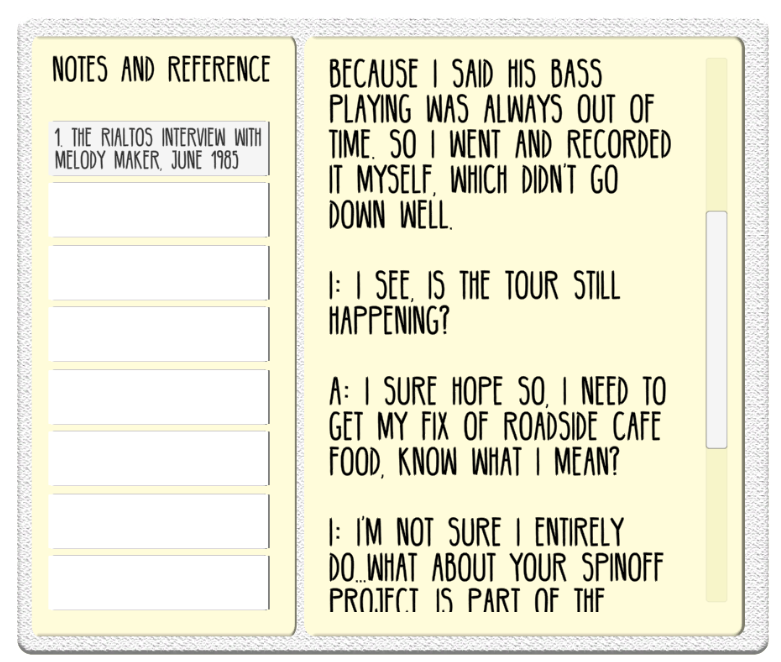 NOTES AND REFERENCE
1. THE RIALTOS INTERVIEW WITH
MELODY MAKER, JUNE 1985
BECAUSE I SAID HIS BASS
PLAYING WAS ALWAYS OUT OF
TIME. SO I WENT AND RECORDED
IT MYSELF, WHICH DIDN'T GO
DOWN WELL.
I: I SEE, IS THE TOUR STILL
HAPPENING?
A: I SURE HOPE SO, I NEED TO
GET MY FIX OF ROADSIDE CAFE
FOOD, KNOW WHAT I MEAN?
I: I'M NOT SURE I ENTIRELY
DO...WHAT ABOUT YOUR SPINOFF
PROJECT IS PART OF THE